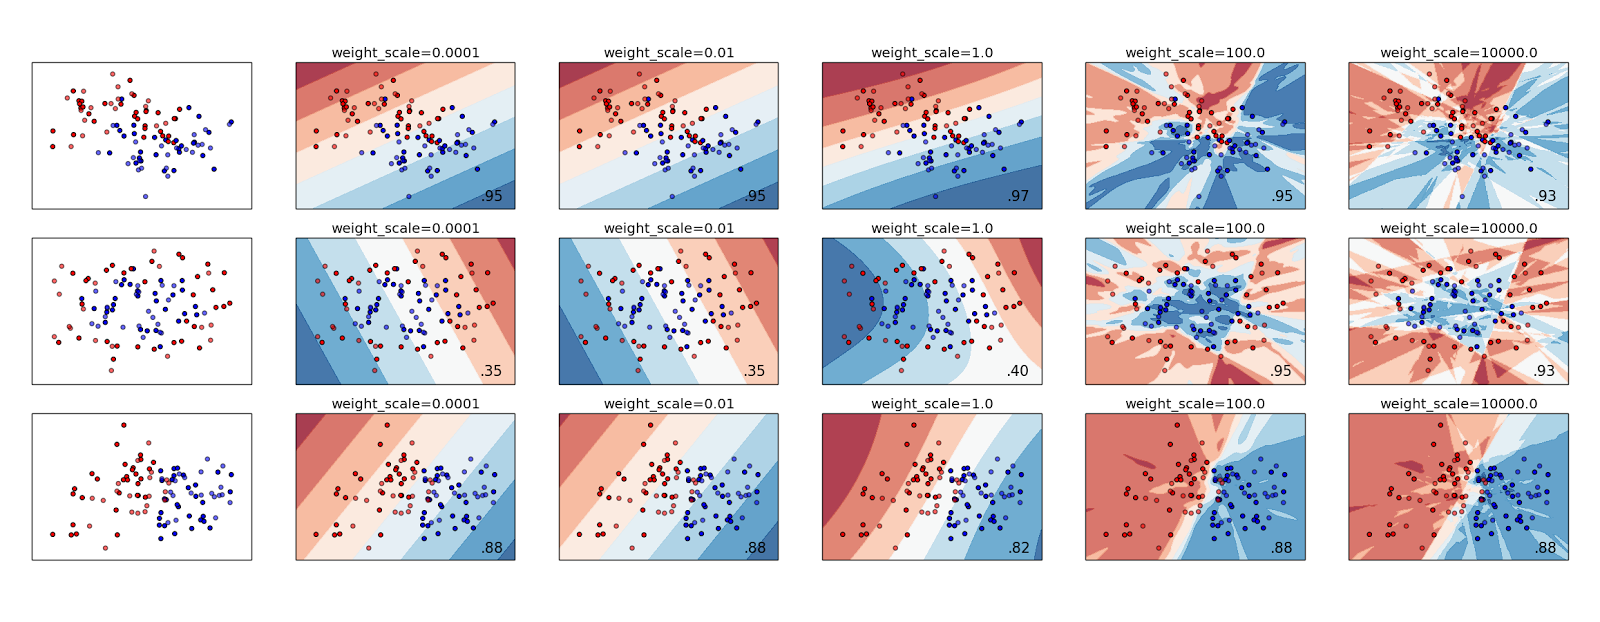 weight_scale=0.0001 weight_scale=0.01 weight_scale=1.0 weight_scale=100.0 weight_scale=10000.0
.95 .95 .97 .95 .93
weight_scale=0.0001 weight_scale=0.01 weight_scale=1.0 weight_scale=100.0 weight_scale=10000.0
.35 .35 .40 .95 .93
weight_scale=0.0001 weight_scale=0.01 weight_scale=1.0 weight_scale=100.0 weight_scale=10000.0
.88 .88 .82 .88 .88